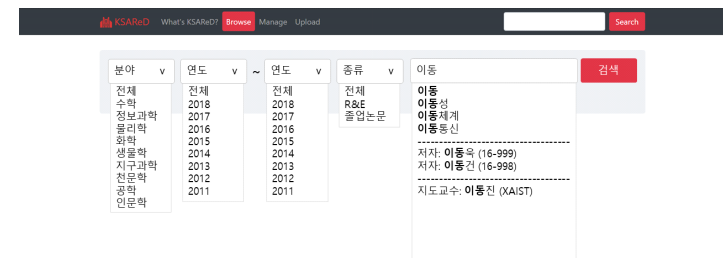 KSAReD What's KSAReD? Browse Manage Upload Search
분야 v 연도 v ~ 연도 v 종류 v 이동 검색
전체
수학
정보과학
물리학
화학
생물학
지구과학
천문학
공학
인문학
전체
2018
2017
2016
2015
2014
2013
2012
2011
전체
2018
2017
2016
2015
2014
2013
2012
2011
전체
R&E
졸업논문
이동
이동성
이동체계
이동통신
------------------------------------
저자: 이동욱 (16-999)
저자: 이동건 (16-998)
------------------------------------
지도교수: 이동진 (XAIST)